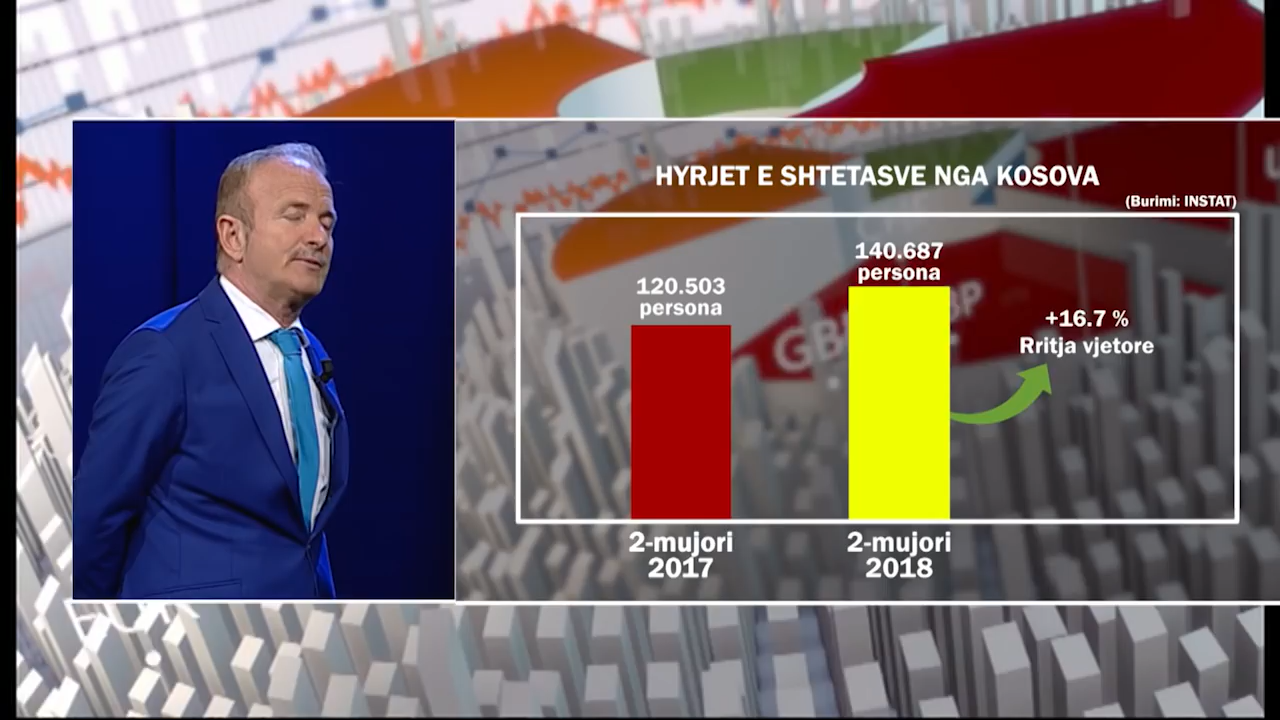 HYRJET E SHTETASVE NGA KOSOVA
(Burimi: INSTAT)
120.503
persona
140.687
persona
+16.7 %
Rritja vjetore
2-mujori
2017
2-mujori
2018